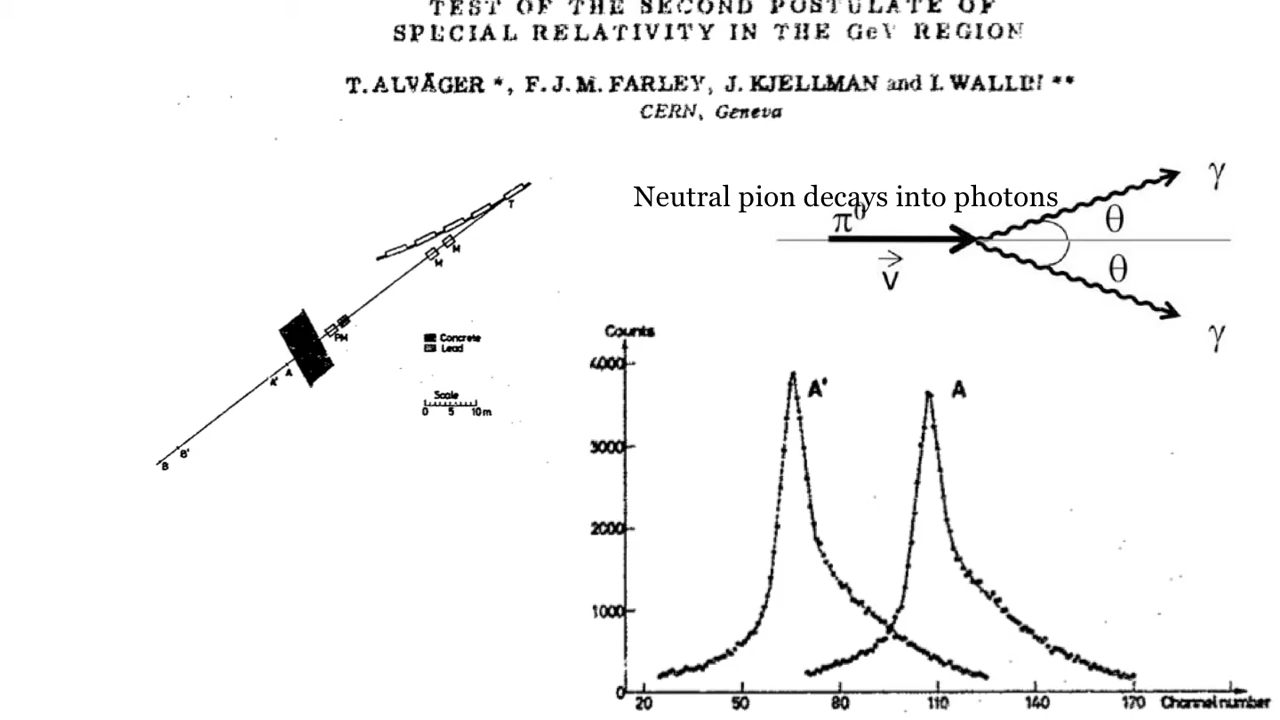 TEST OF THE SECOND POSTULATE OF
SPECIAL RELATIVITY IN THE GeV REGION
T. ALVÄGER *, F. J. M. FARLEY, J. KJELLMAN and I. WALLIN **
CERN, Geneva
Neutral pion decays into photons
π⁰
V
θ
θ
γ
γ
T
M
M
PM
A
A'
B'
B
Concrete
Lead
Scale
0 5 10m
Counts
4000
3000
2000
1000
0
A'
A
20 50 80 110 140 170 Channel number